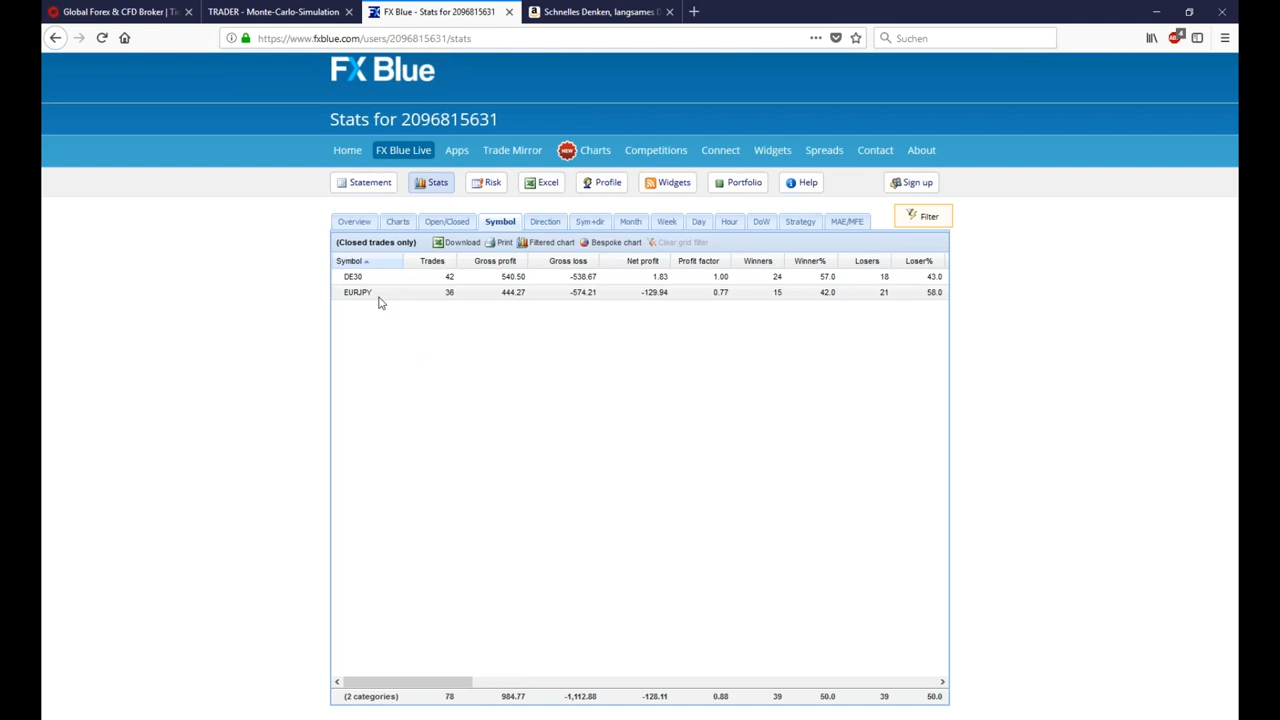 Global Forex & CFD Broker | Ti
TRADER - Monte-Carlo-Simulation
FX Blue - Stats for 2096815631
Schnelles Denken, langsames D
https://www.fxblue.com/users/2096815631/stats
Suchen
4
FX Blue
Stats for 2096815631
Home FX Blue Live Apps Trade Mirror NEW Charts Competitions Connect Widgets Spreads Contact About
Statement Stats Risk Excel Profile Widgets Portfolio Help Sign up
Overview Charts Open/Closed Symbol Direction Sym+dir Month Week Day Hour DoW Strategy MAE/MFE Filter
(Closed trades only) Download Print Filtered chart Bespoke chart Clear grid filter
Symbol Trades Gross profit Gross loss Net profit Profit factor Winners Winner% Losers Loser%
DE30 42 540.50 -538.67 1.83 1.00 24 57.0 18 43.0
EURJPY 36 444.27 -574.21 -129.94 0.77 15 42.0 21 58.0
(2 categories) 78 984.77 -1,112.88 -128.11 0.88 39 50.0 39 50.0